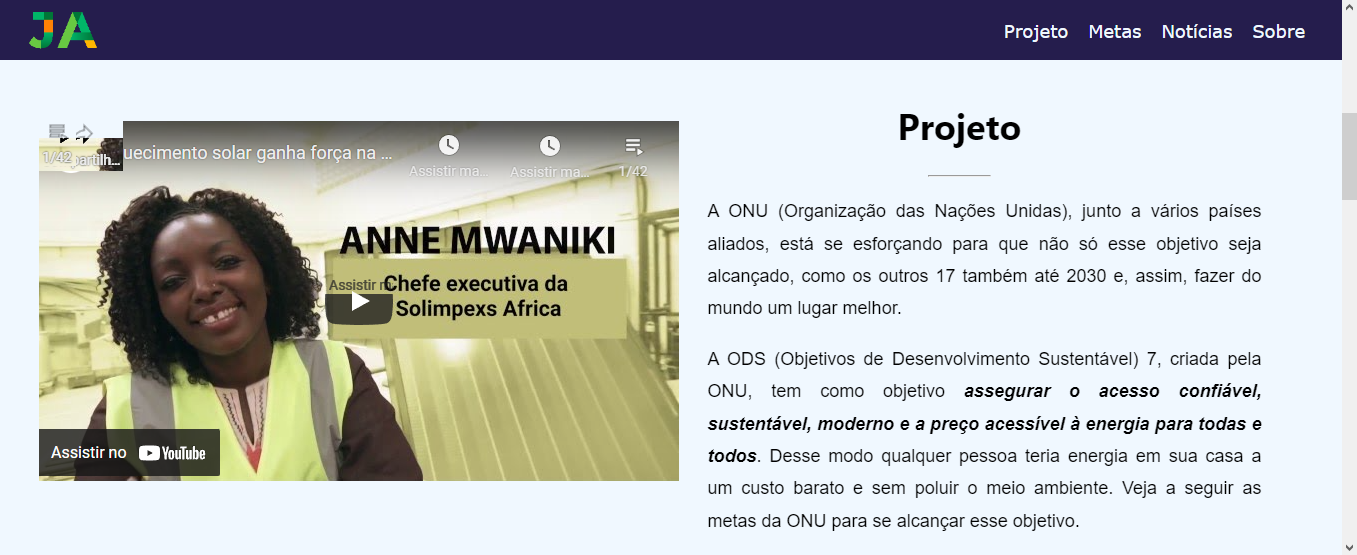 JA
Projeto Metas Notícias Sobre
1/42
artilh...
uecimento solar ganha força na ...
Assistir ma...
Assistir ma...
1/42
ANNE MWANIKI
Assistir m
Chefe executiva da
Solimpexs Africa
Assistir no YouTube
Projeto
A ONU (Organização das Nações Unidas), junto a vários países
aliados, está se esforçando para que não só esse objetivo seja
alcançado, como os outros 17 também até 2030 e, assim, fazer do
mundo um lugar melhor.
A ODS (Objetivos de Desenvolvimento Sustentável) 7, criada pela
ONU, tem como objetivo assegurar o acesso confiável,
sustentável, moderno e a preço acessível à energia para todas e
todos. Desse modo qualquer pessoa teria energia em sua casa a
um custo barato e sem poluir o meio ambiente. Veja a seguir as
metas da ONU para se alcançar esse objetivo.